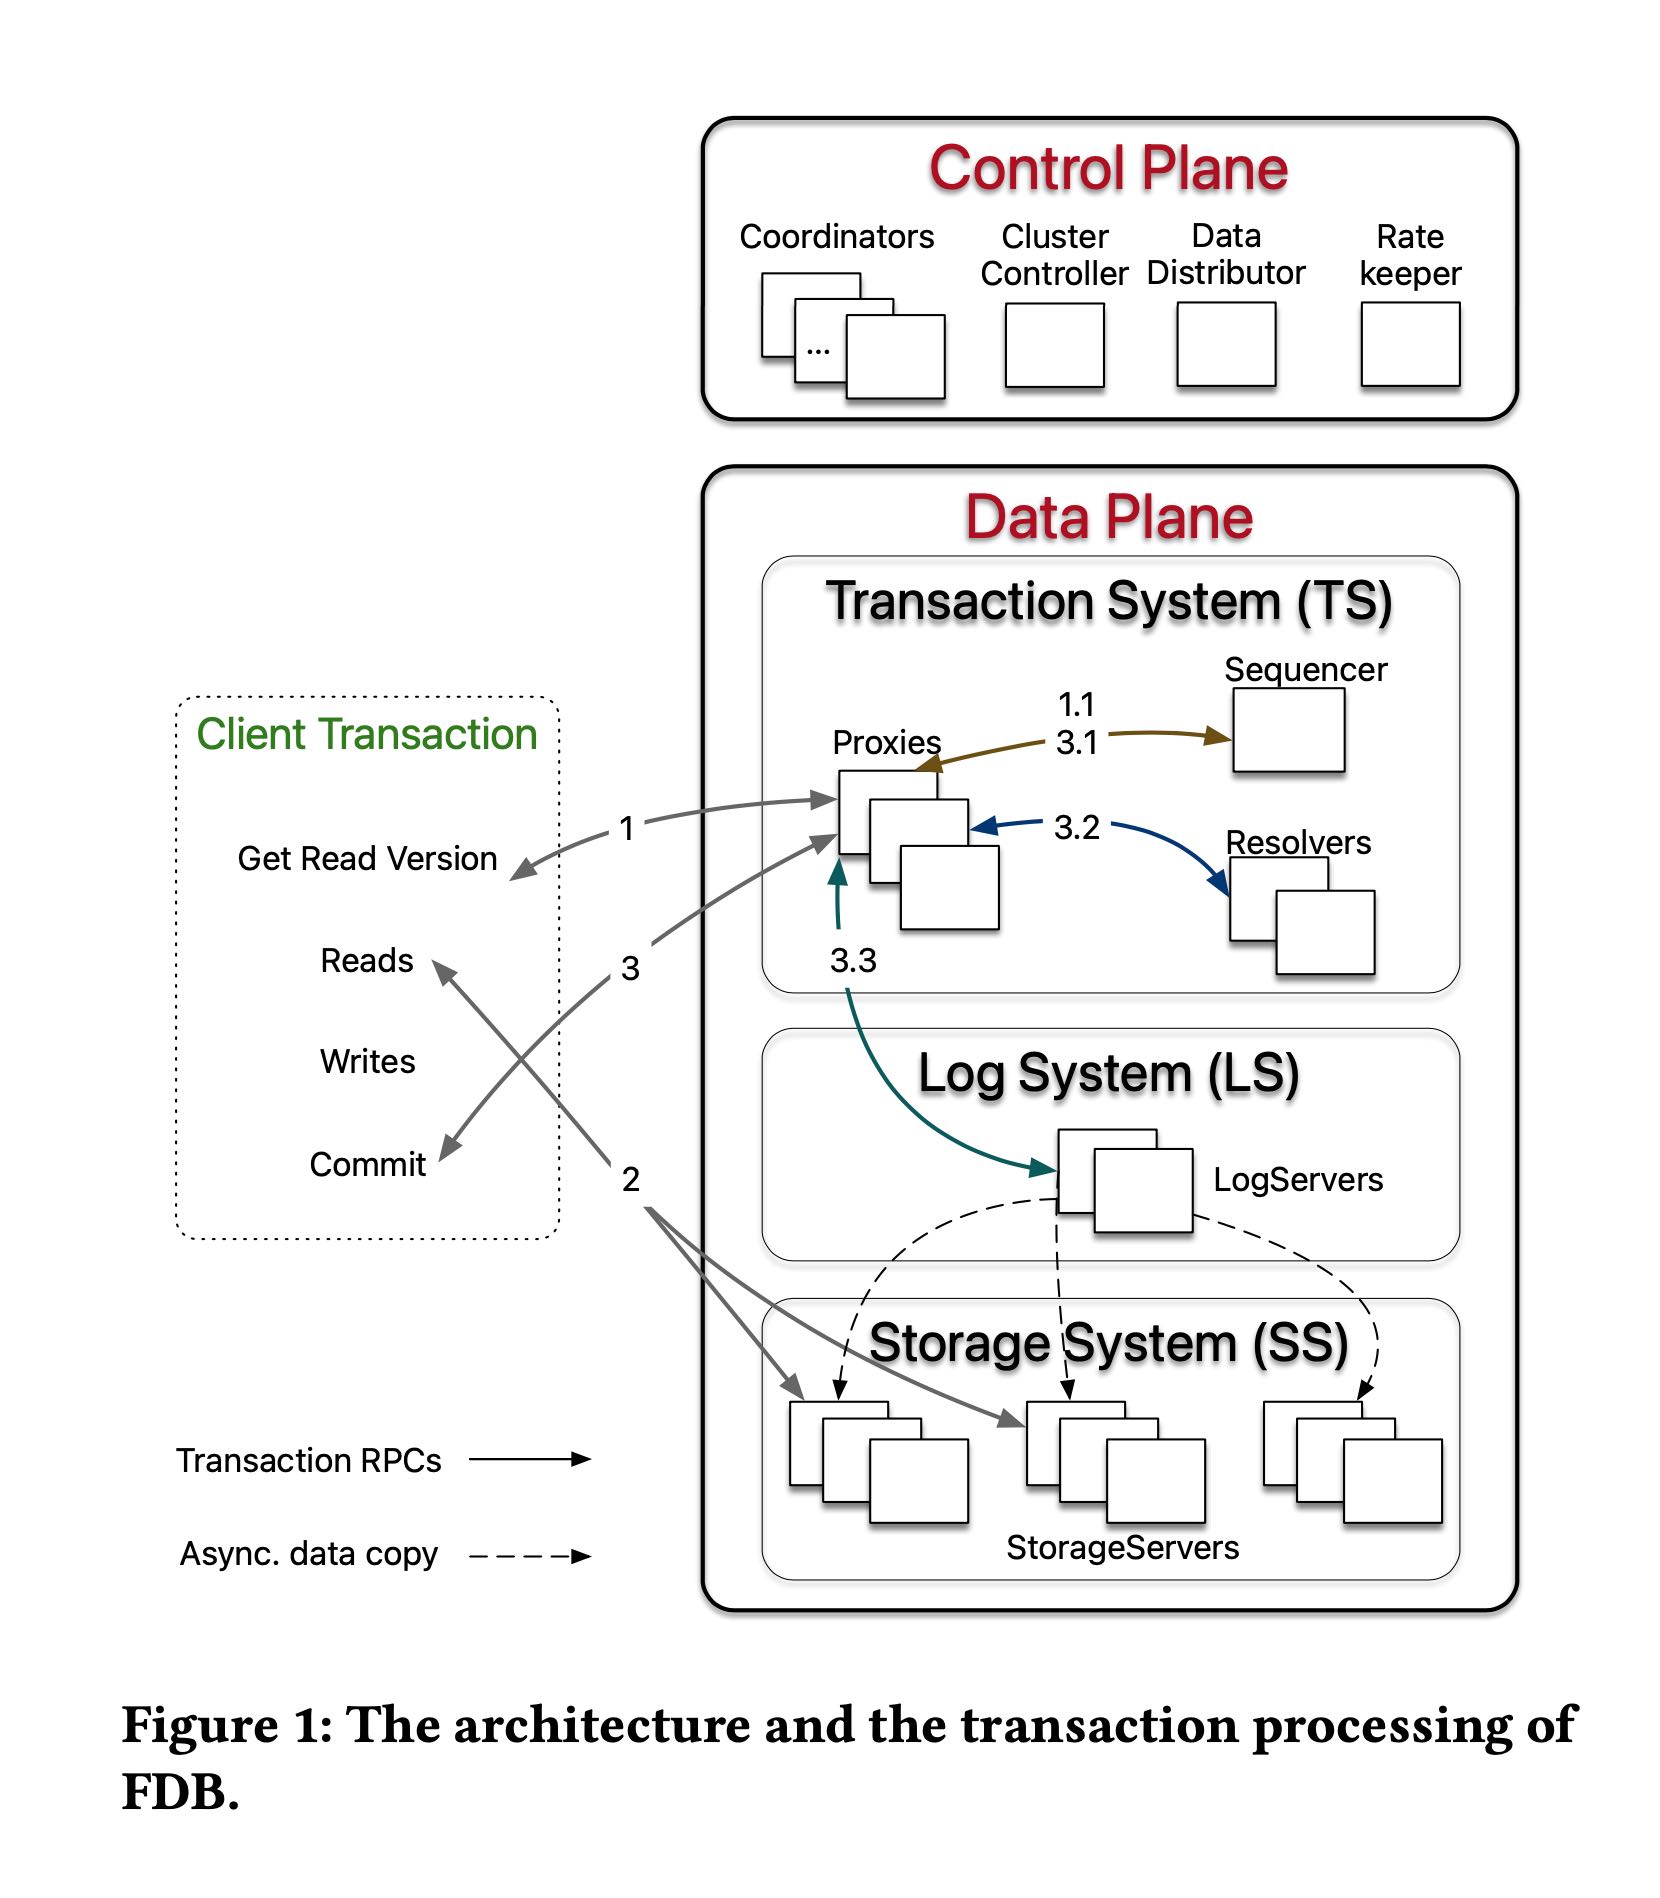 Control Plane
Coordinators
Cluster
Controller
Data
Distributor
Rate
keeper
...
Data Plane
Transaction System (TS)
Sequencer
1.1
3.1
Proxies
3.2
Resolvers
3.3
Client Transaction
Get Read Version
Reads
Writes
Commit
1
3
2
Log System (LS)
LogServers
Storage System (SS)
StorageServers
Transaction RPCs
Async. data copy
Figure 1: The architecture and the transaction processing of
FDB.